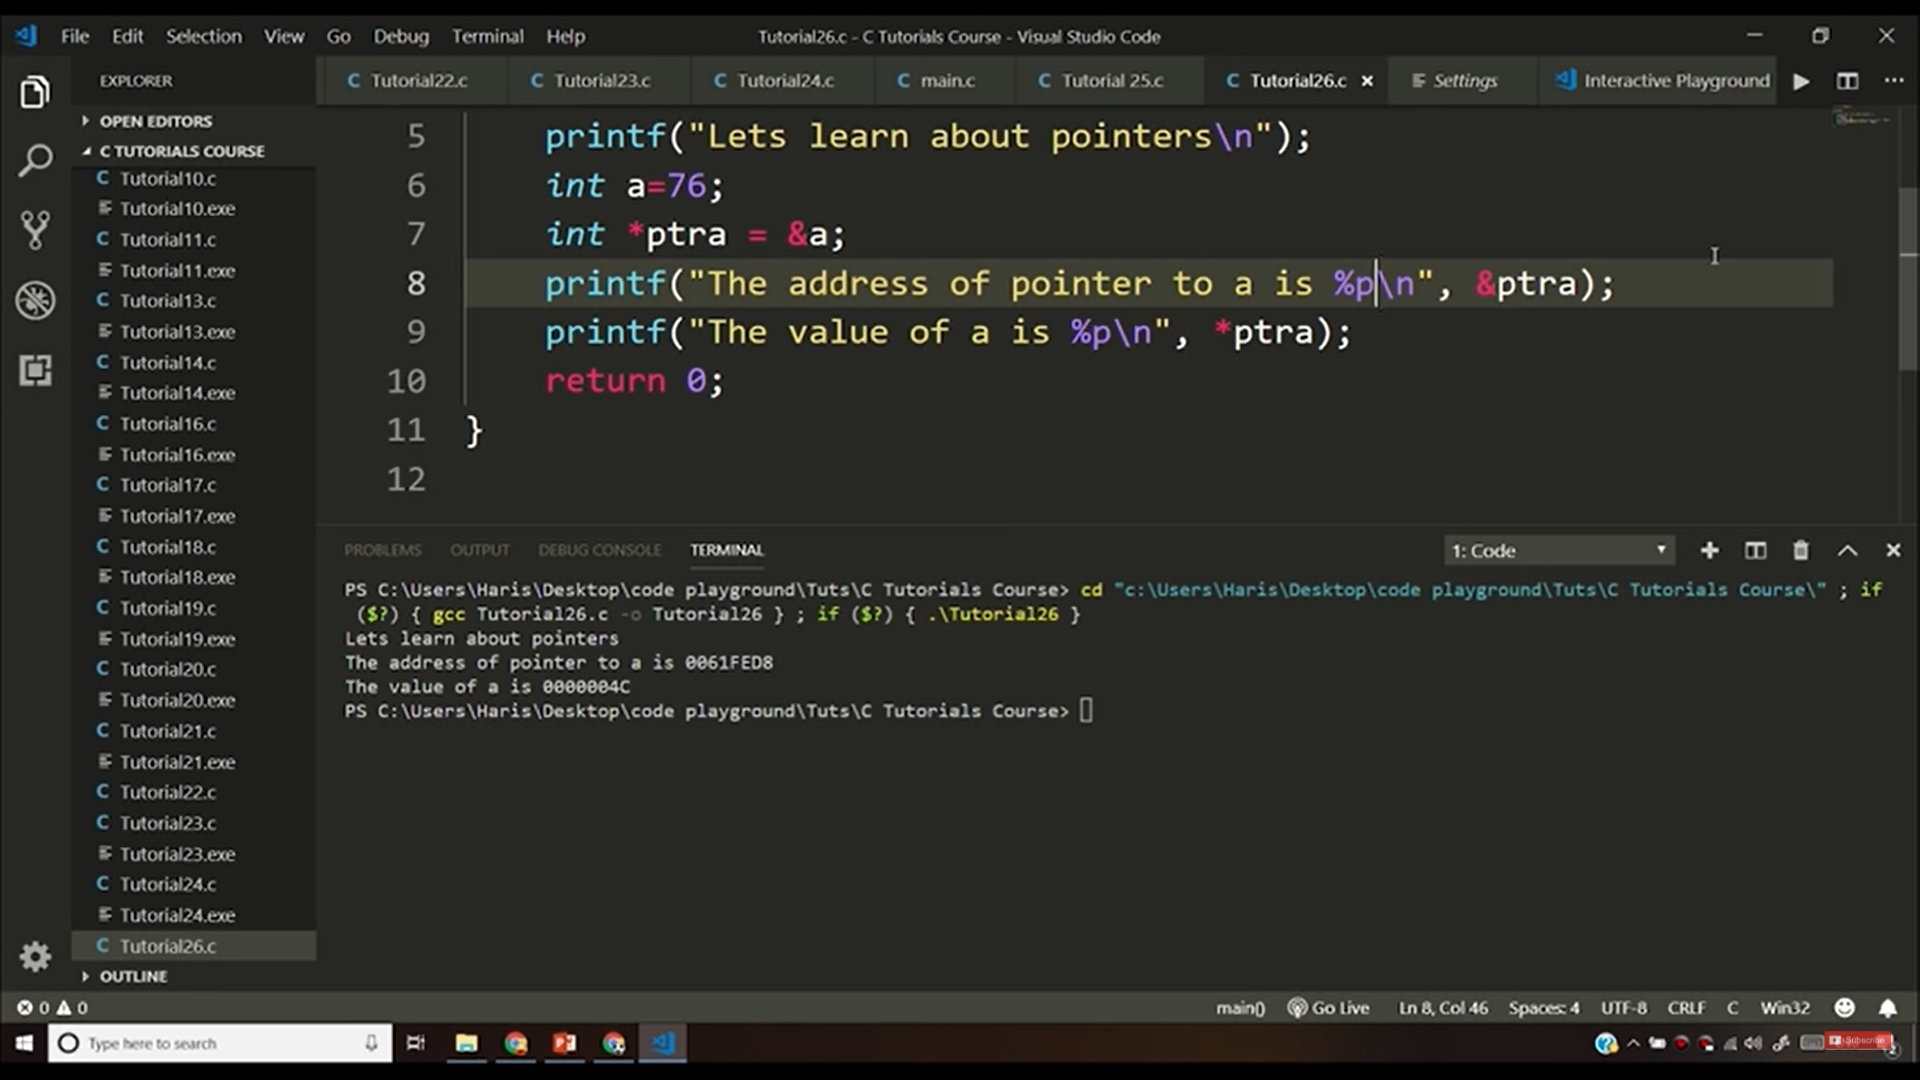 File Edit Selection View Go Debug Terminal Help
Tutorial26.c - C Tutorials Course - Visual Studio Code
EXPLORER
Tutorial22.c Tutorial23.c Tutorial24.c main.c Tutorial 25.c Tutorial26.c Settings Interactive Playground
OPEN EDITORS
C TUTORIALS COURSE
Tutorial10.c
Tutorial10.exe
Tutorial11.c
Tutorial11.exe
Tutorial13.c
Tutorial13.exe
Tutorial14.c
Tutorial14.exe
Tutorial16.c
Tutorial16.exe
Tutorial17.c
Tutorial17.exe
Tutorial18.c
Tutorial18.exe
Tutorial19.c
Tutorial19.exe
Tutorial20.c
Tutorial20.exe
Tutorial21.c
Tutorial21.exe
Tutorial22.c
Tutorial23.c
Tutorial23.exe
Tutorial24.c
Tutorial24.exe
Tutorial26.c
OUTLINE
5 printf("Lets learn about pointers\n");
6 int a=76;
7 int *ptra = &a;
8 printf("The address of pointer to a is %p\n", &ptra);
9 printf("The value of a is %p\n", *ptra);
10 return 0;
11 }
12
PROBLEMS OUTPUT DEBUG CONSOLE TERMINAL
1: Code
PS C:\Users\Haris\Desktop\code playground\Tuts\C Tutorials Course> cd "c:\Users\Haris\Desktop\code playground\Tuts\C Tutorials Course\" ; if
($?) { gcc Tutorial26.c -o Tutorial26 } ; if ($?) { .\Tutorial26 }
Lets learn about pointers
The address of pointer to a is 0061FED8
The value of a is 0000004C
PS C:\Users\Haris\Desktop\code playground\Tuts\C Tutorials Course>
0 0
main() Go Live Ln 8, Col 46 Spaces: 4 UTF-8 CRLF C Win32
Type here to search
Subscribe